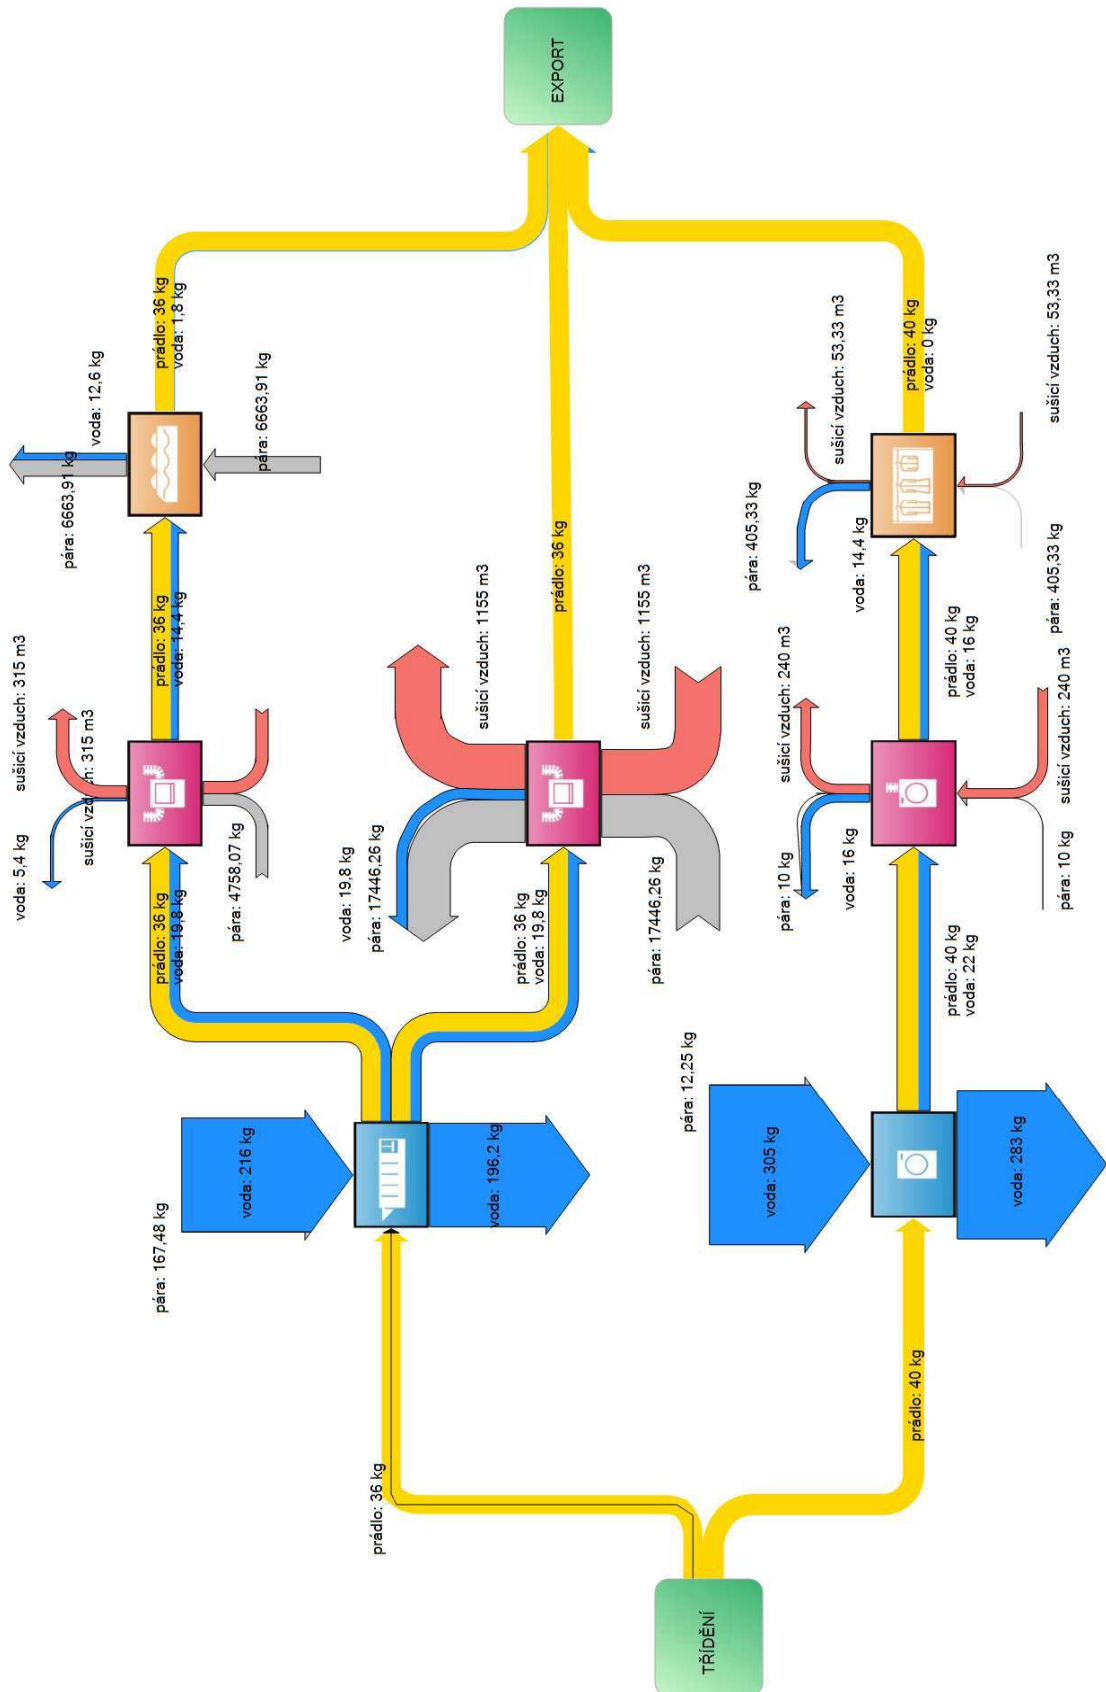 EXPORT
prádlo: 36 kg
voda: 1,8 kg
voda: 12,6 kg
pára: 6663,91 kg
pára: 6663,91 kg
prádlo: 36 kg
voda: 14,4 kg
sušicí vzduch: 315 m3
sušicí vzduch: 315 m3
voda: 5,4 kg
pára: 4758,07 kg
prádlo: 36 kg
voda: 19,8 kg
prádlo: 36 kg
sušicí vzduch: 1155 m3
sušicí vzduch: 1155 m3
voda: 19,8 kg
pára: 17446,26 kg
pára: 17446,26 kg
prádlo: 36 kg
voda: 19,8 kg
prádlo: 40 kg
voda: 0 kg
sušicí vzduch: 53,33 m3
sušicí vzduch: 53,33 m3
pára: 405,33 kg
voda: 14,4 kg
pára: 405,33 kg
prádlo: 40 kg
voda: 16 kg
sušicí vzduch: 240 m3
sušicí vzduch: 240 m3
pára: 10 kg
voda: 16 kg
pára: 10 kg
prádlo: 40 kg
voda: 22 kg
pára: 167,48 kg
voda: 216 kg
voda: 196,2 kg
pára: 12,25 kg
voda: 305 kg
voda: 283 kg
prádlo: 36 kg
prádlo: 40 kg
TŘÍDĚNÍ